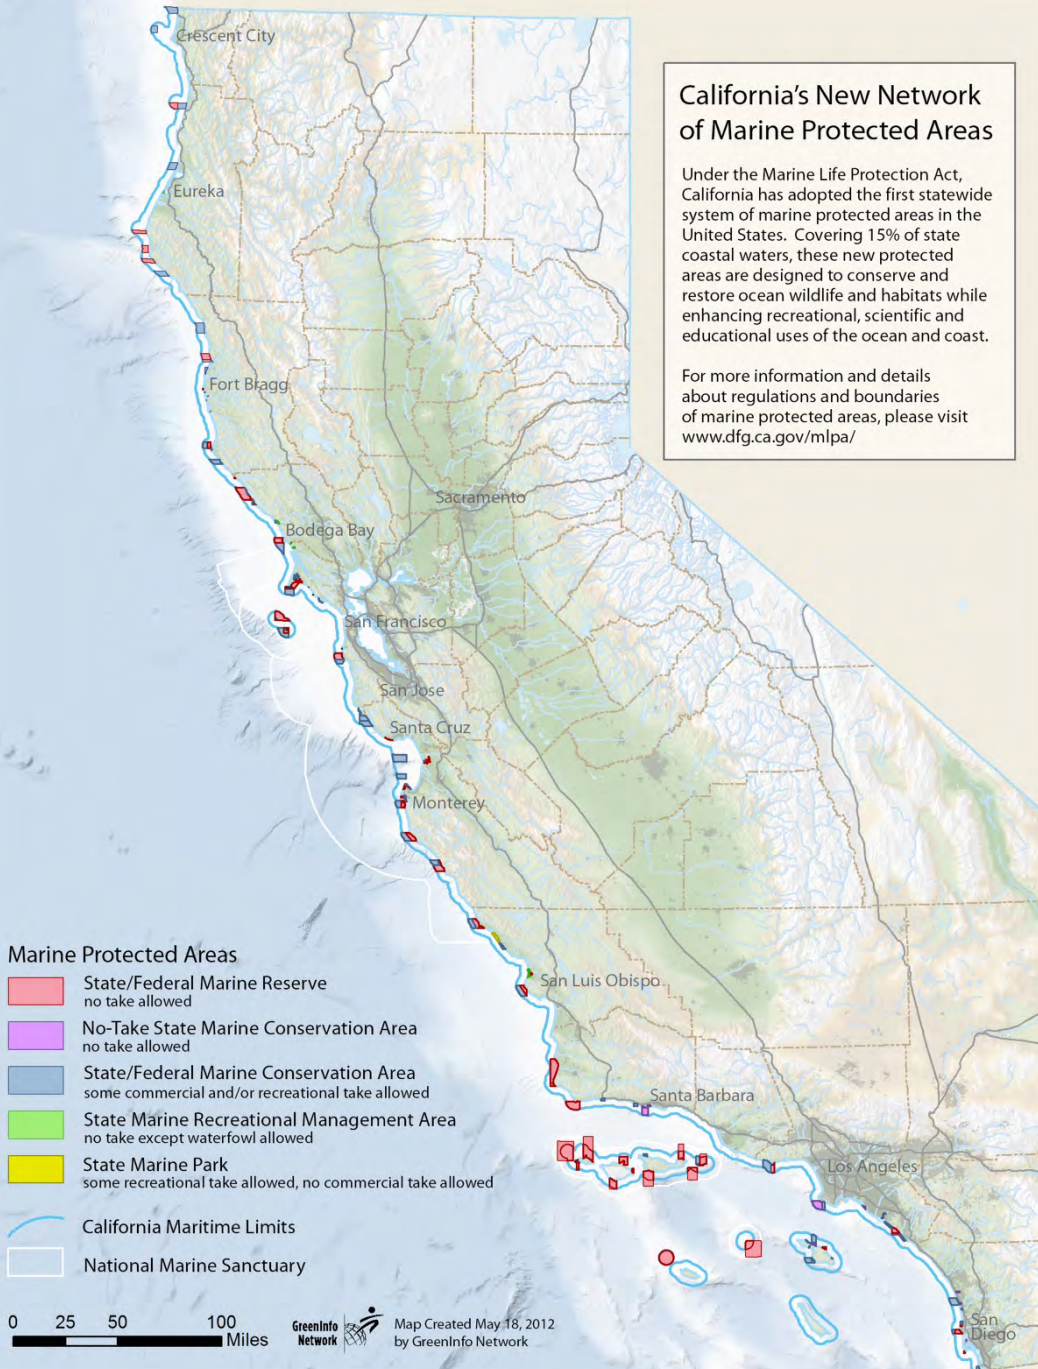 Crescent City
California's New Network
of Marine Protected Areas
Under the Marine Life Protection Act,
California has adopted the first statewide
system of marine protected areas in the
United States. Covering 15% of state
coastal waters, these new protected
areas are designed to conserve and
restore ocean wildlife and habitats while
enhancing recreational, scientific and
educational uses of the ocean and coast.
For more information and details
about regulations and boundaries
of marine protected areas, please visit
www.dfg.ca.gov/mlpa/
Eureka
Fort Bragg
Sacramento
Bodega Bay
San Francisco
San Jose
Santa Cruz
Monterey
San Luis Obispo
Santa Barbara
Los Angeles
San
Diego
Marine Protected Areas
State/Federal Marine Reserve
no take allowed
No-Take State Marine Conservation Area
no take allowed
State/Federal Marine Conservation Area
some commercial and/or recreational take allowed
State Marine Recreational Management Area
no take except waterfowl allowed
State Marine Park
some recreational take allowed, no commercial take allowed
California Maritime Limits
National Marine Sanctuary
0 25 50 100
Miles
GreenInfo
Network
Map Created May 18, 2012
by GreenInfo Network